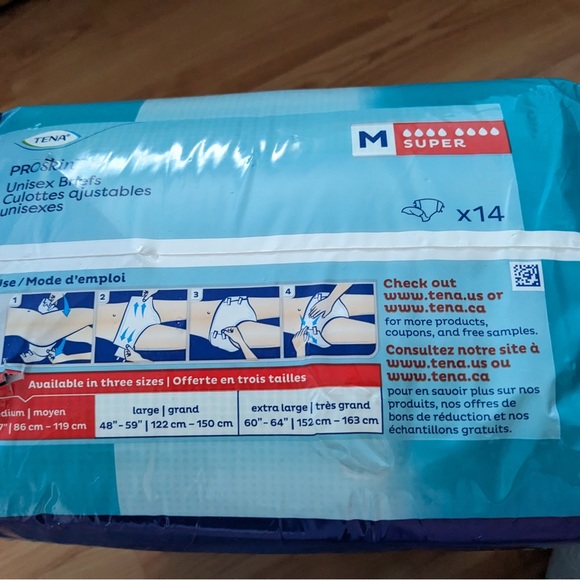 TENA®
M SUPER
PROSkin
Unisex Briefs
Culottes ajustables
unisexes
x14
Use/Mode d'emploi
1 2 3 4
Check out
www.tena.us or
www.tena.ca
for more products,
coupons, and free samples.
Consultez notre site à
www.tena.us ou
www.tena.ca
pour en savoir plus sur nos
produits, nos offres de
bons de réduction et nos
échantillons gratuits.
Available in three sizes | Offerte en trois tailles
dium | moyen
7" | 86 cm – 119 cm
large | grand
48" – 59" | 122 cm – 150 cm
extra large | très grand
60" – 64" | 152 cm – 163 cm